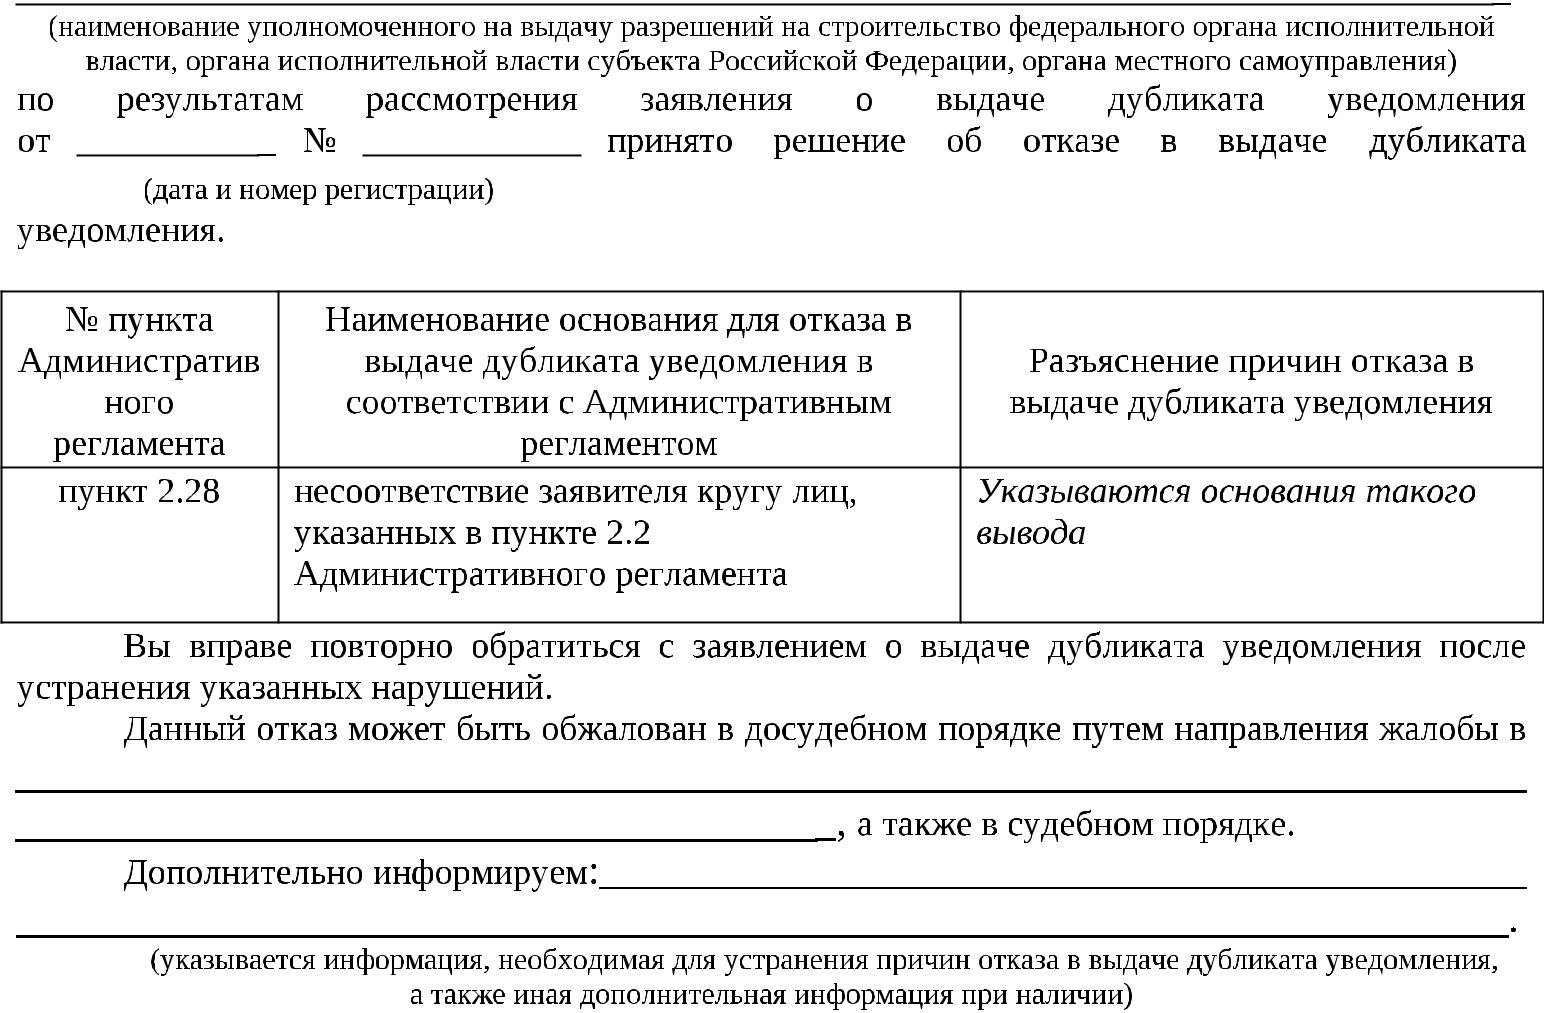 (наименование уполномоченного на выдачу разрешений на строительство федерального органа исполнительной
власти, органа исполнительной власти субъекта Российской Федерации, органа местного самоуправления)
по результатам рассмотрения заявления о выдаче дубликата уведомления
от __________ № ____________ принято решение об отказе в выдаче дубликата
(дата и номер регистрации)
уведомления.
№ пункта
Административ
ного
регламента
Наименование основания для отказа в
выдаче дубликата уведомления в
соответствии с Административным
регламентом
Разъяснение причин отказа в
выдаче дубликата уведомления
пункт 2.28
несоответствие заявителя кругу лиц,
указанных в пункте 2.2
Административного регламента
Указываются основания такого
вывода
Вы вправе повторно обратиться с заявлением о выдаче дубликата уведомления после
устранения указанных нарушений.
Данный отказ может быть обжалован в досудебном порядке путем направления жалобы в
, а также в судебном порядке.
Дополнительно информируем:
.
(указывается информация, необходимая для устранения причин отказа в выдаче дубликата уведомления,
а также иная дополнительная информация при наличии)